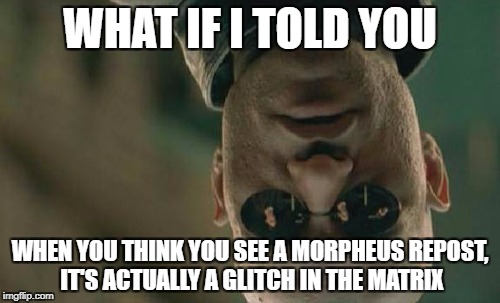 WHAT IF I TOLD YOU
WHEN YOU THINK YOU SEE A MORPHEUS REPOST,
IT'S ACTUALLY A GLITCH IN THE MATRIX
imgflip.com